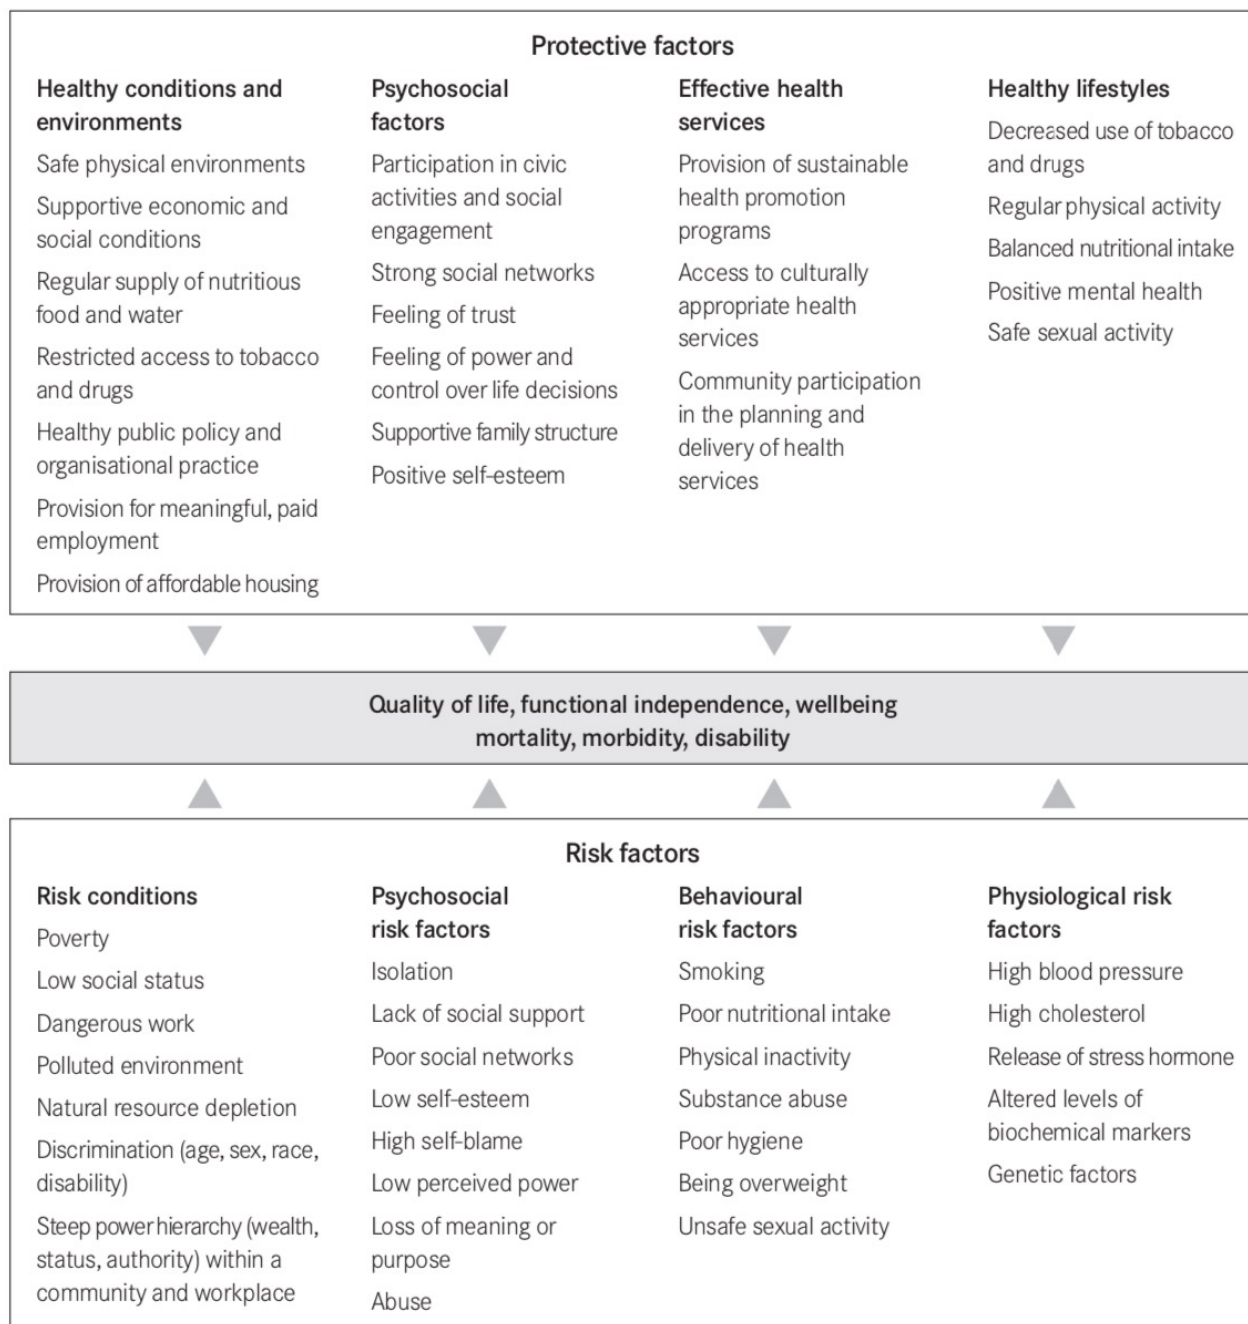 Protective factors
Healthy conditions and
environments
Safe physical environments
Supportive economic and
social conditions
Regular supply of nutritious
food and water
Restricted access to tobacco
and drugs
Healthy public policy and
organisational practice
Provision for meaningful, paid
employment
Provision of affordable housing
Psychosocial
factors
Participation in civic
activities and social
engagement
Strong social networks
Feeling of trust
Feeling of power and
control over life decisions
Supportive family structure
Positive self-esteem
Effective health
services
Provision of sustainable
health promotion
programs
Access to culturally
appropriate health
services
Community participation
in the planning and
delivery of health
services
Healthy lifestyles
Decreased use of tobacco
and drugs
Regular physical activity
Balanced nutritional intake
Positive mental health
Safe sexual activity
Quality of life, functional independence, wellbeing
mortality, morbidity, disability
Risk factors
Risk conditions
Poverty
Low social status
Dangerous work
Polluted environment
Natural resource depletion
Discrimination (age, sex, race,
disability)
Steep power hierarchy (wealth,
status, authority) within a
community and workplace
Psychosocial
risk factors
Isolation
Lack of social support
Poor social networks
Low self-esteem
High self-blame
Low perceived power
Loss of meaning or
purpose
Abuse
Behavioural
risk factors
Smoking
Poor nutritional intake
Physical inactivity
Substance abuse
Poor hygiene
Being overweight
Unsafe sexual activity
Physiological risk
factors
High blood pressure
High cholesterol
Release of stress hormone
Altered levels of
biochemical markers
Genetic factors